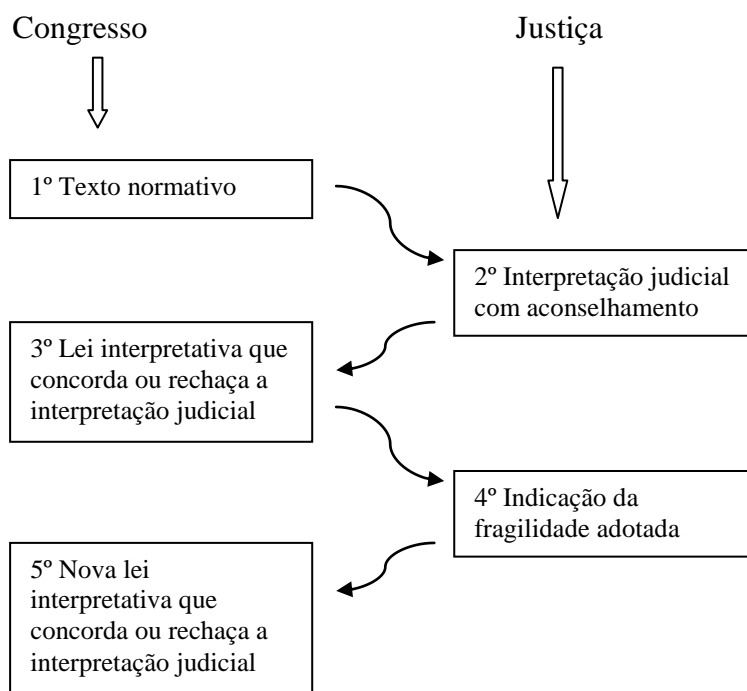 Congresso
Justiça
1º Texto normativo
2º Interpretação judicial
com aconselhamento
3º Lei interpretativa que
concorda ou rechaça a
interpretação judicial
4º Indicação da
fragilidade adotada
5º Nova lei
interpretativa que
concorda ou rechaça a
interpretação judicial